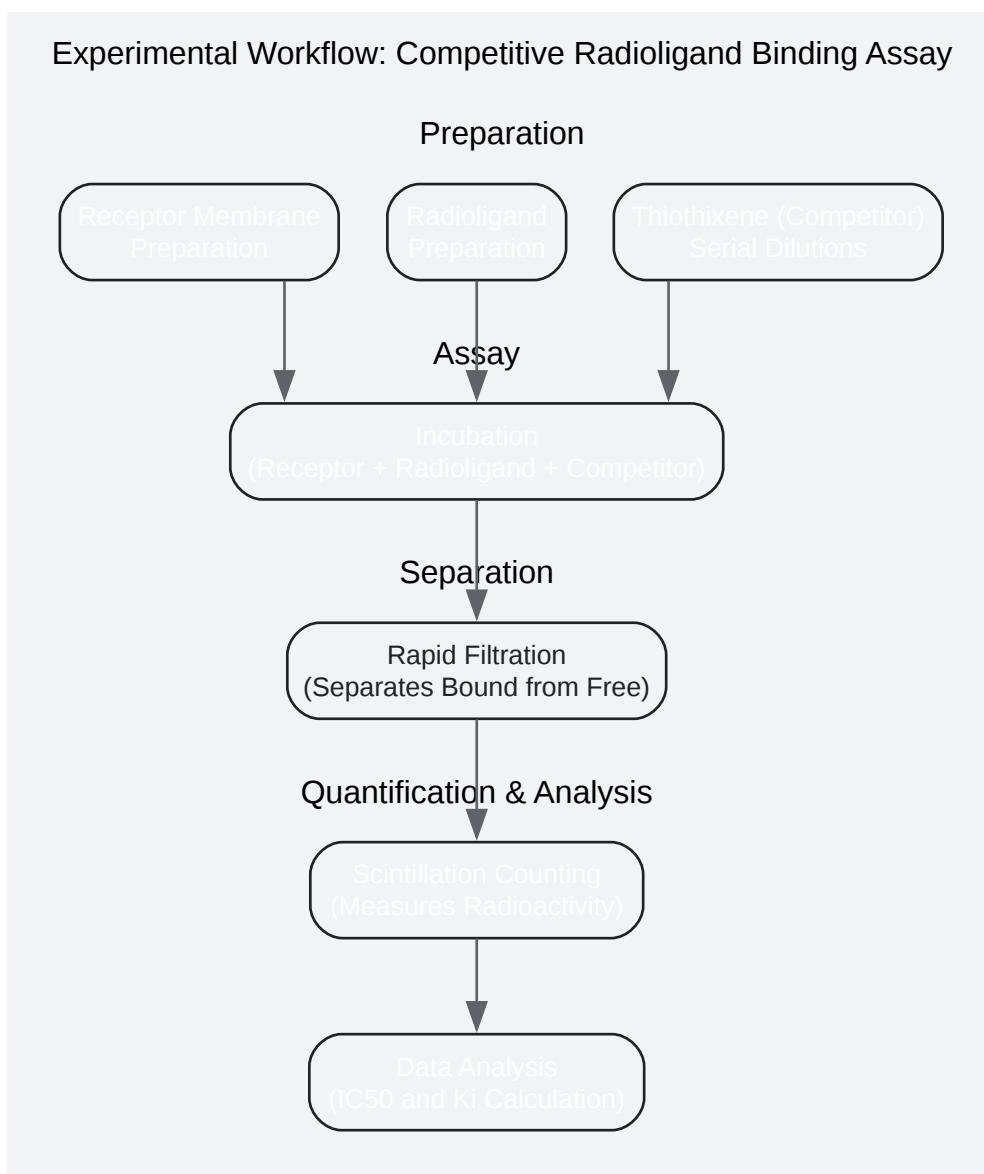 Experimental Workflow: Competitive Radioligand Binding Assay
Preparation
Receptor Membrane
Preparation
Radioligand
Preparation
Thiothixene (Competitor)
Serial Dilutions
Assay
Incubation
(Receptor + Radioligand + Competitor)
Separation
Rapid Filtration
(Separates Bound from Free)
Quantification & Analysis
Scintillation Counting
(Measures Radioactivity)
Data Analysis
(IC50 and Ki Calculation)